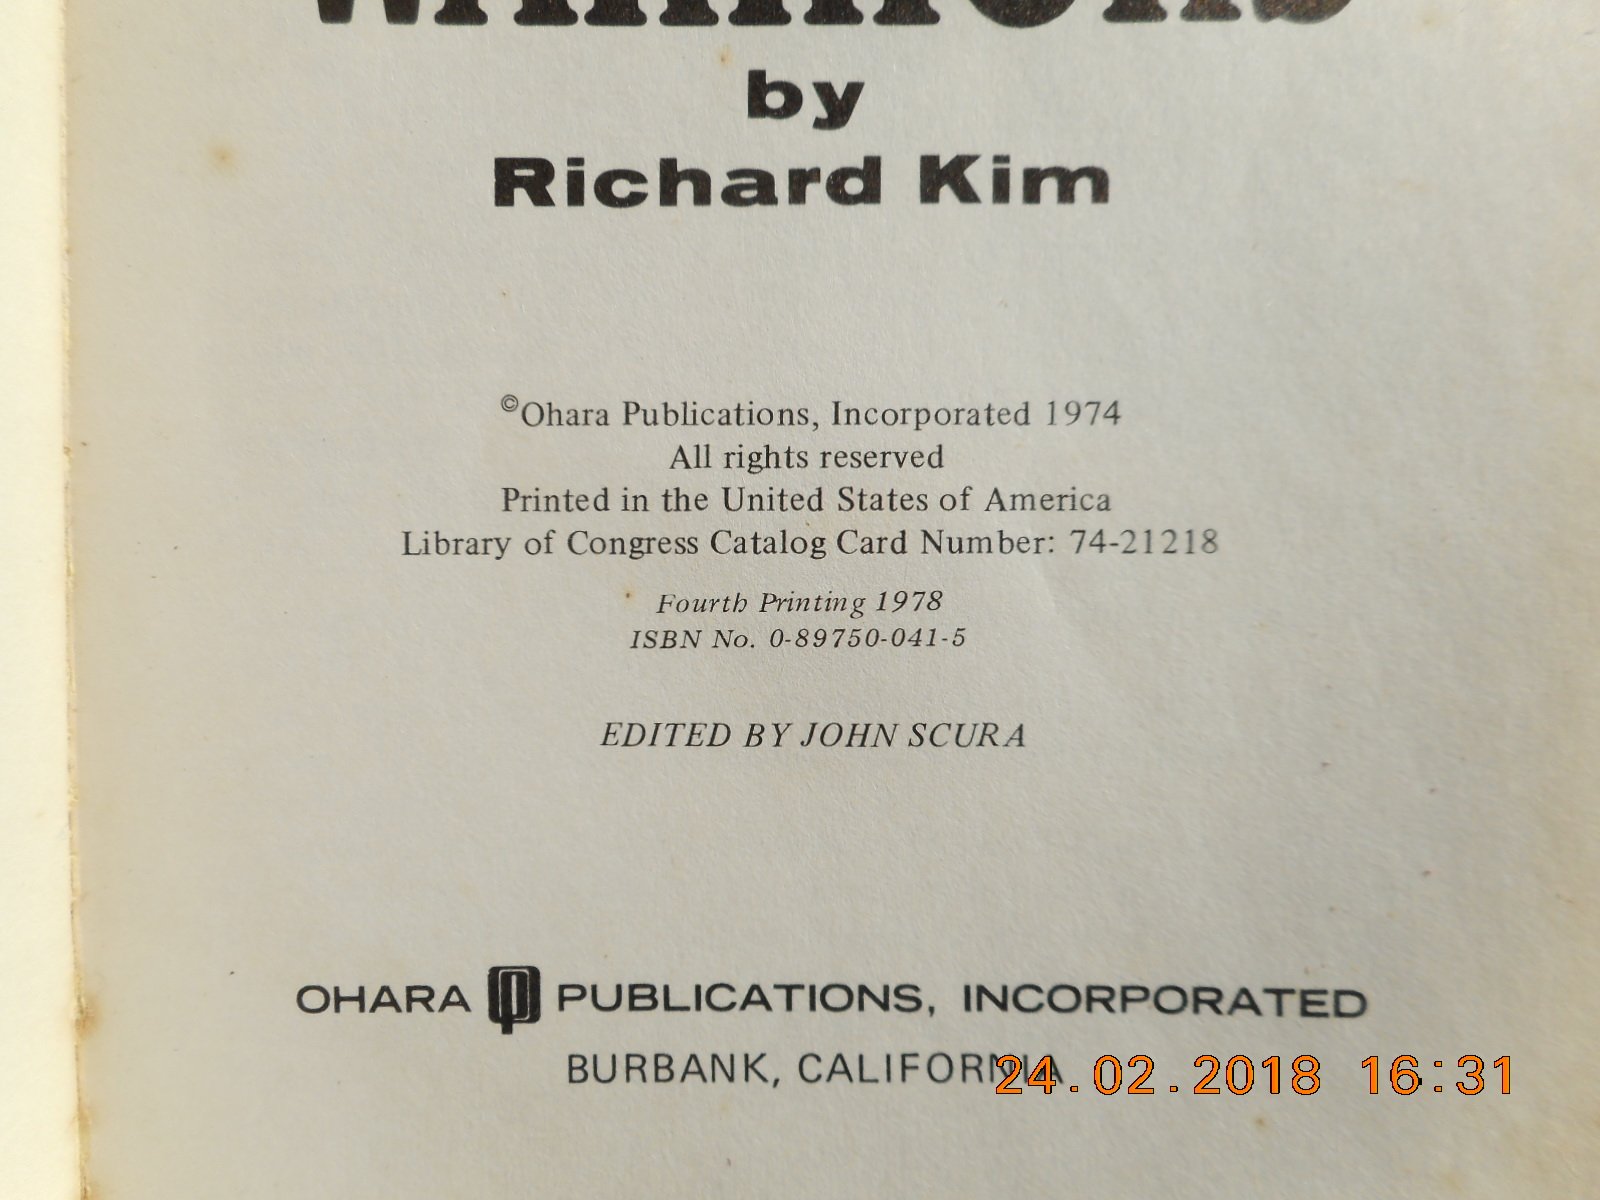 by
Richard Kim
©Ohara Publications, Incorporated 1974
All rights reserved
Printed in the United States of America
Library of Congress Catalog Card Number: 74-21218
Fourth Printing 1978
ISBN No. 0-89750-041-5
EDITED BY JOHN SCURA
OHARA PUBLICATIONS, INCORPORATED
BURBANK, CALIFORNIA
24.02.2018 16:31